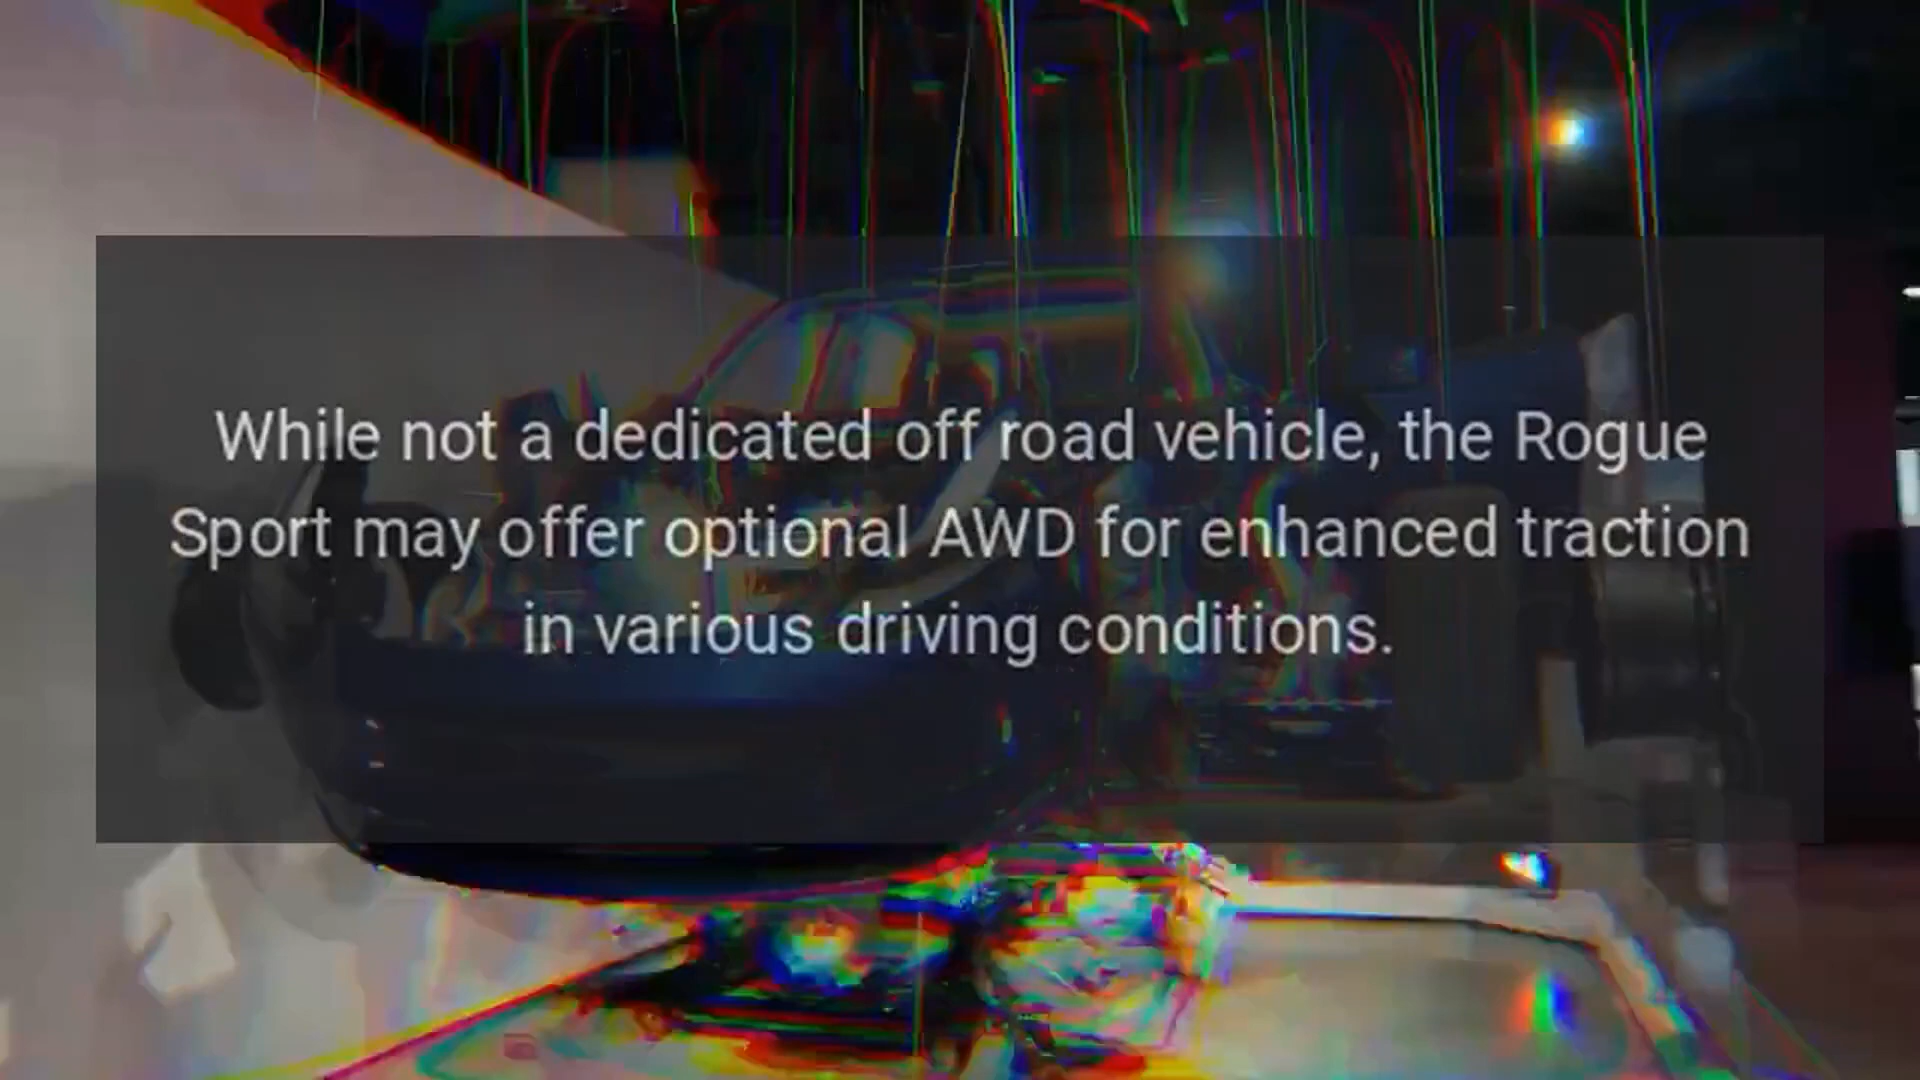 While not a dedicated off road vehicle, the Rogue
Sport may offer optional AWD for enhanced traction
in various driving conditions.